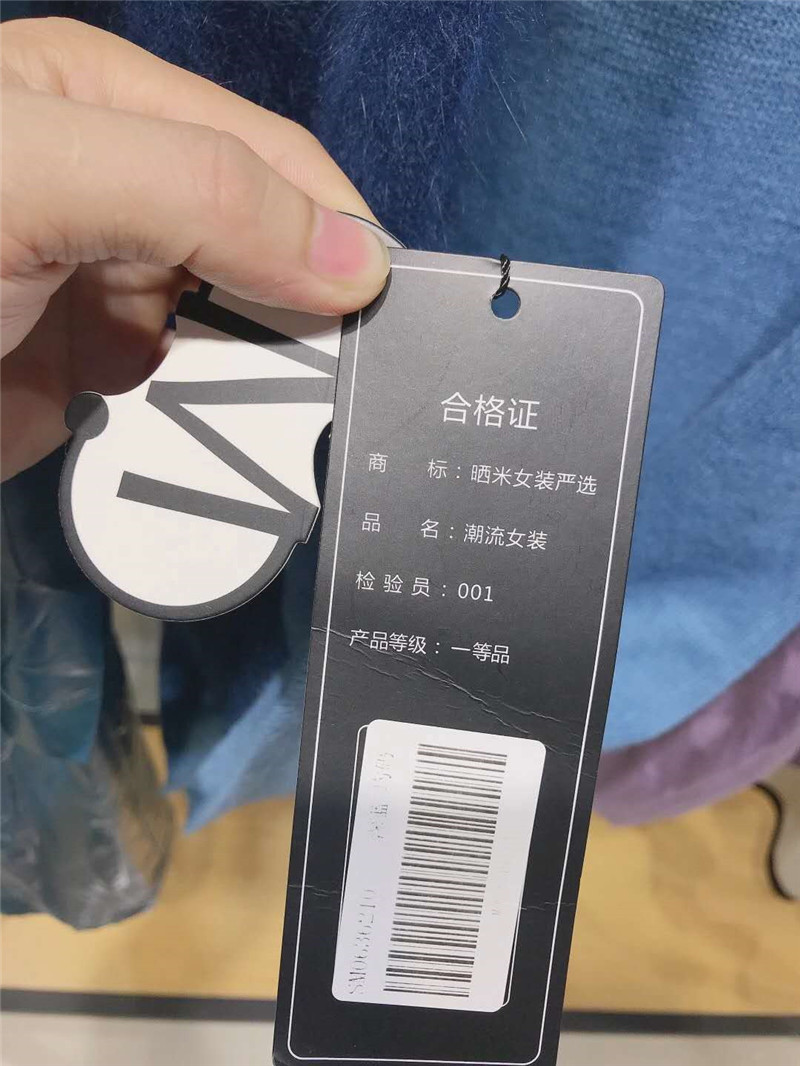 合格证
商 标：晒米女装严选
品 名：潮流女装
检验员：001
产品等级：一等品
SM0636210